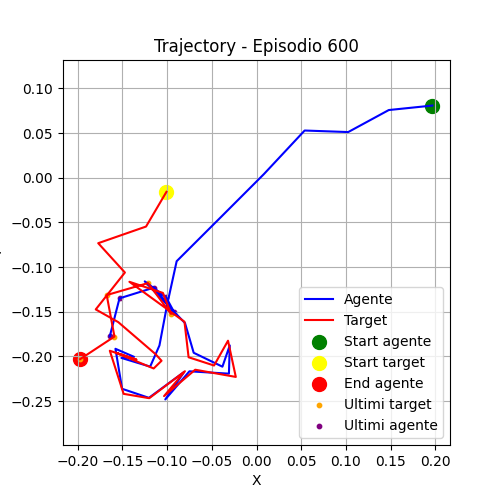 Trajectory - Episodio 600
0.10
0.05
0.00
−0.05
−0.10
−0.15
−0.20
−0.25
Agente
Target
Start agente
Start target
End agente
Ultimi target
Ultimi agente
−0.20 −0.15 −0.10 −0.05 0.00 0.05 0.10 0.15 0.20
X